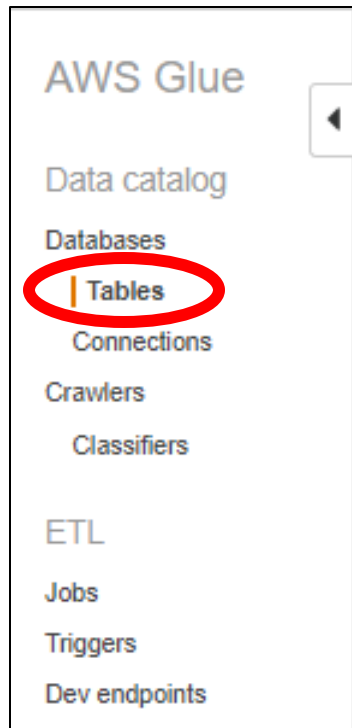 AWS Glue
Data catalog
Databases
Tables
Connections
Crawlers
Classifiers
ETL
Jobs
Triggers
Dev endpoints